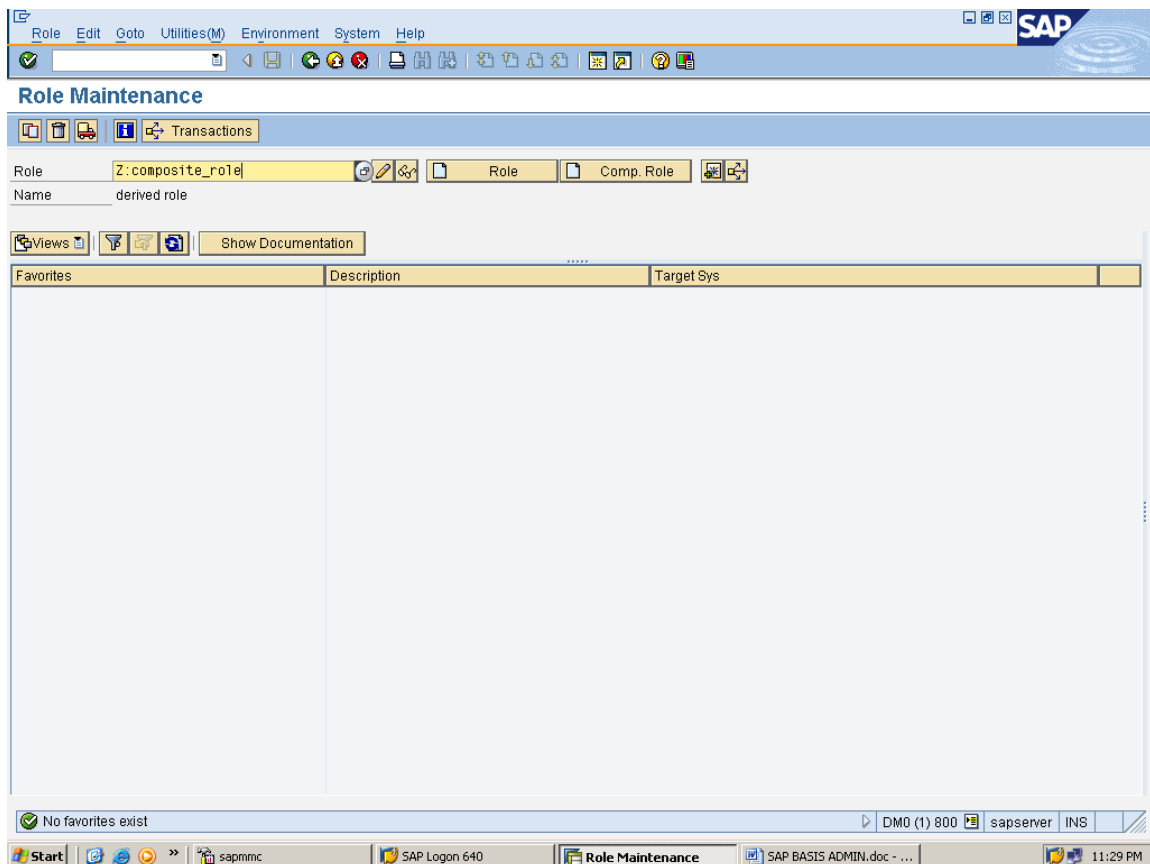 Role Edit Goto Utilities(M) Environment System Help
SAP
Role Maintenance
Transactions
Role Z:composite_role Role Comp. Role
Name derived role
Views Show Documentation
Favorites Description Target Sys
No favorites exist DM0 (1) 800 sapserver INS
Start » sapmmc SAP Logon 640 Role Maintenance SAP BASIS ADMIN.doc - ... 11:29 PM